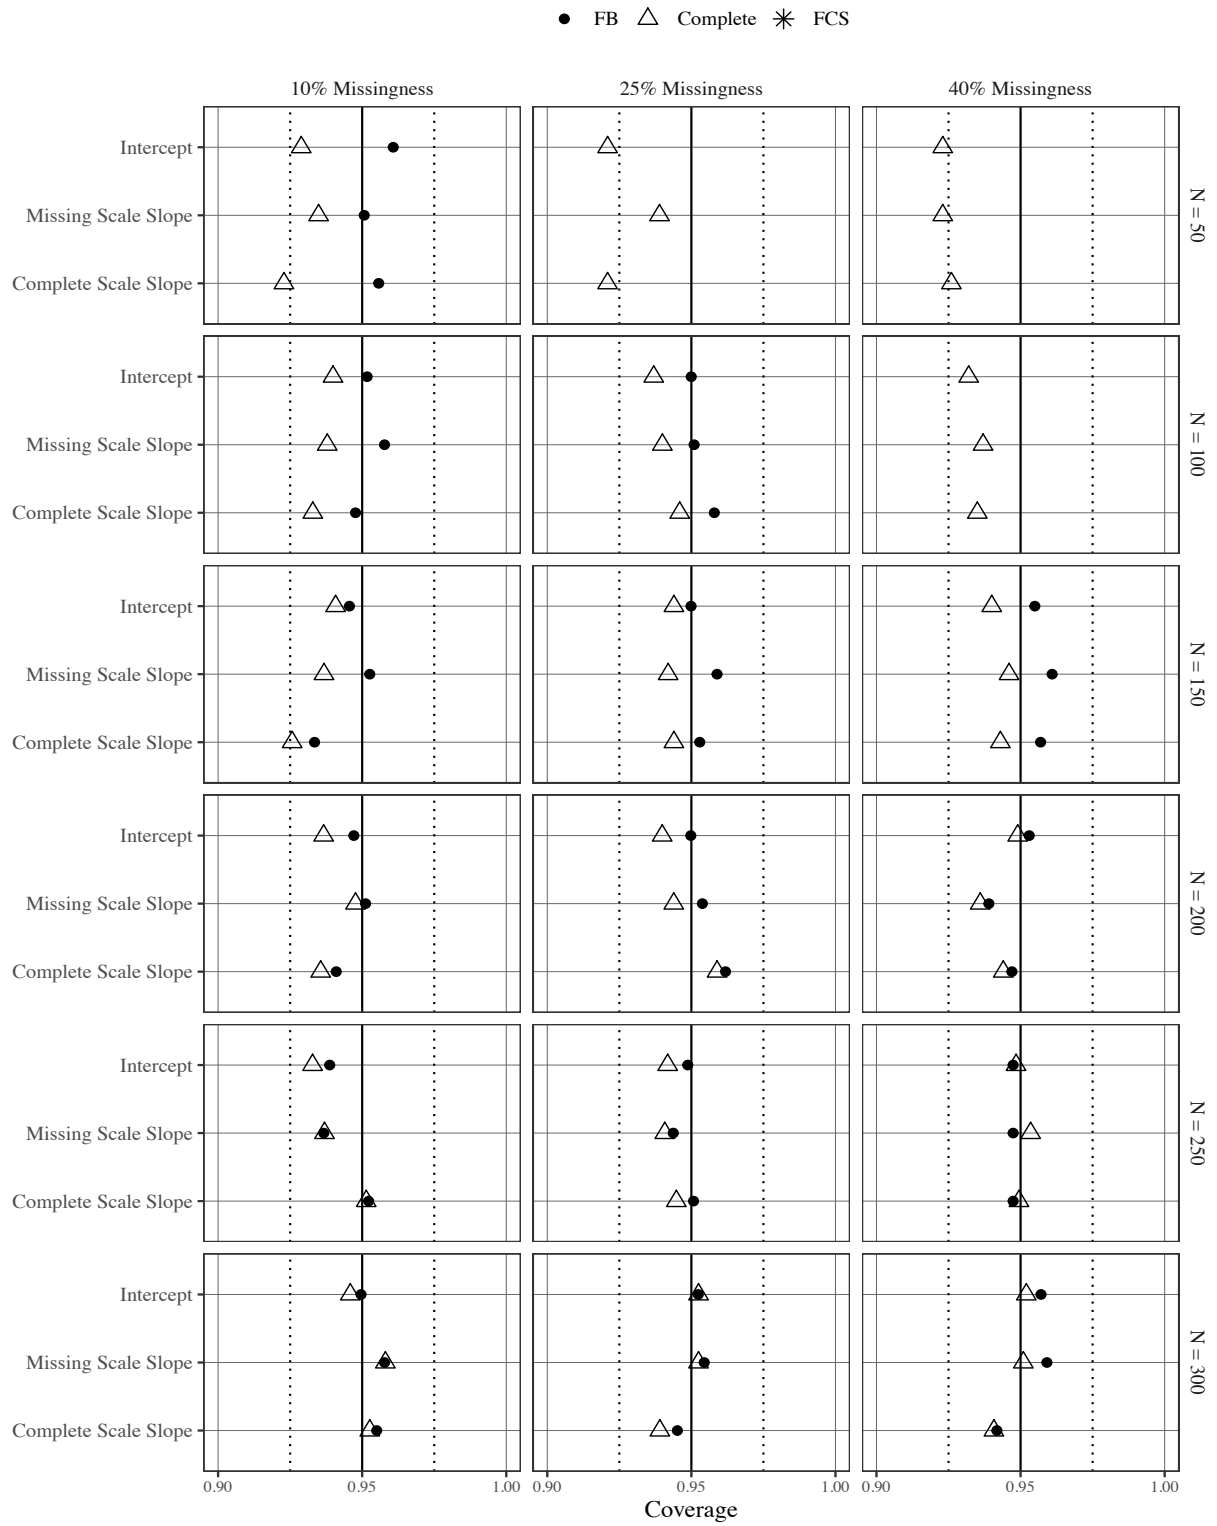 FB Complete FCS
10% Missingness 25% Missingness 40% Missingness
Intercept
Missing Scale Slope
Complete Scale Slope
N = 50
Intercept
Missing Scale Slope
Complete Scale Slope
N = 100
Intercept
Missing Scale Slope
Complete Scale Slope
N = 150
Intercept
Missing Scale Slope
Complete Scale Slope
N = 200
Intercept
Missing Scale Slope
Complete Scale Slope
N = 250
Intercept
Missing Scale Slope
Complete Scale Slope
N = 300
0.90 0.95 1.00 0.90 0.95 1.00 0.90 0.95 1.00
Coverage